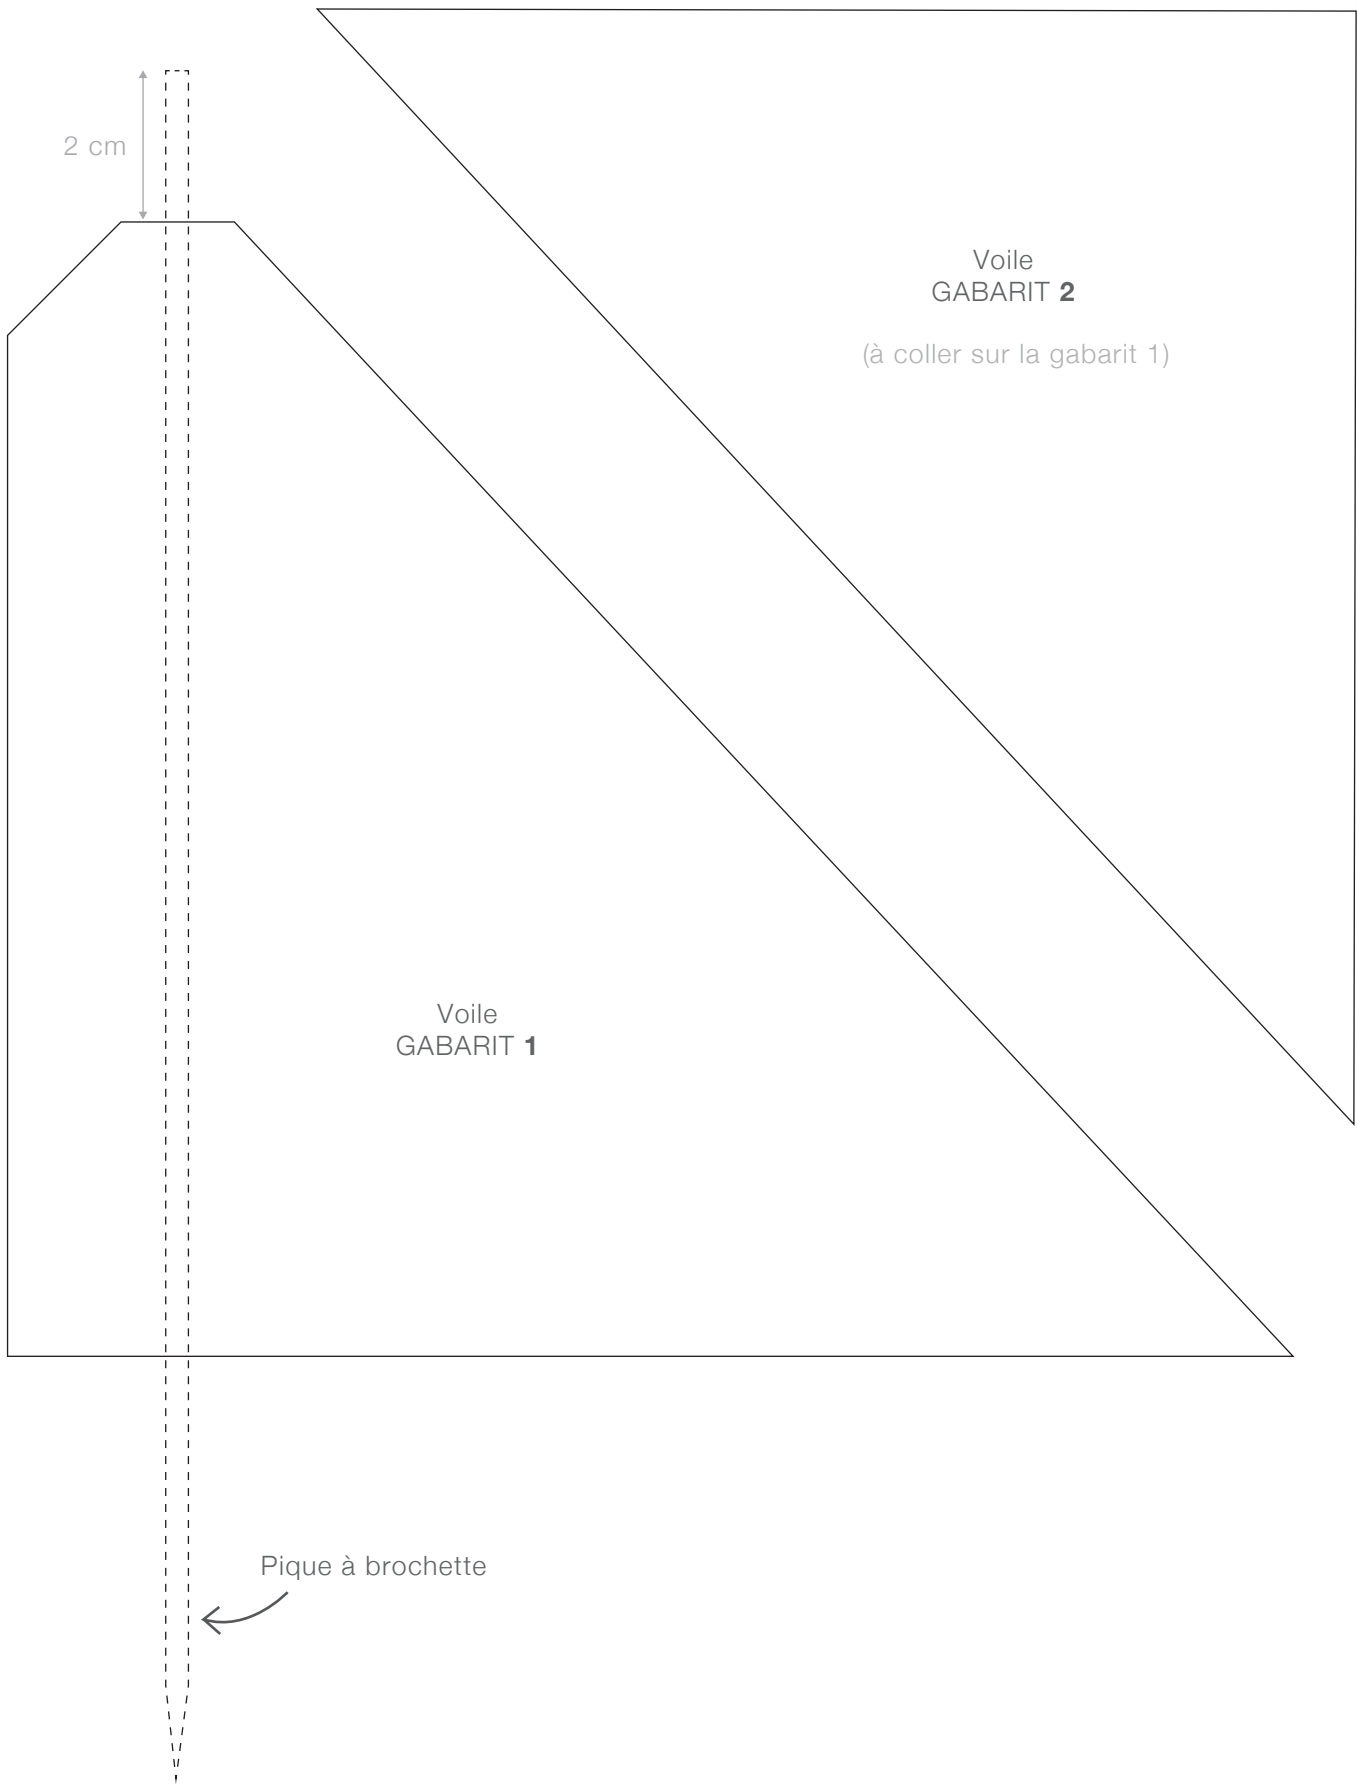 2 cm
Voile
GABARIT 2
(à coller sur la gabarit 1)
Voile
GABARIT 1
Pique à brochette